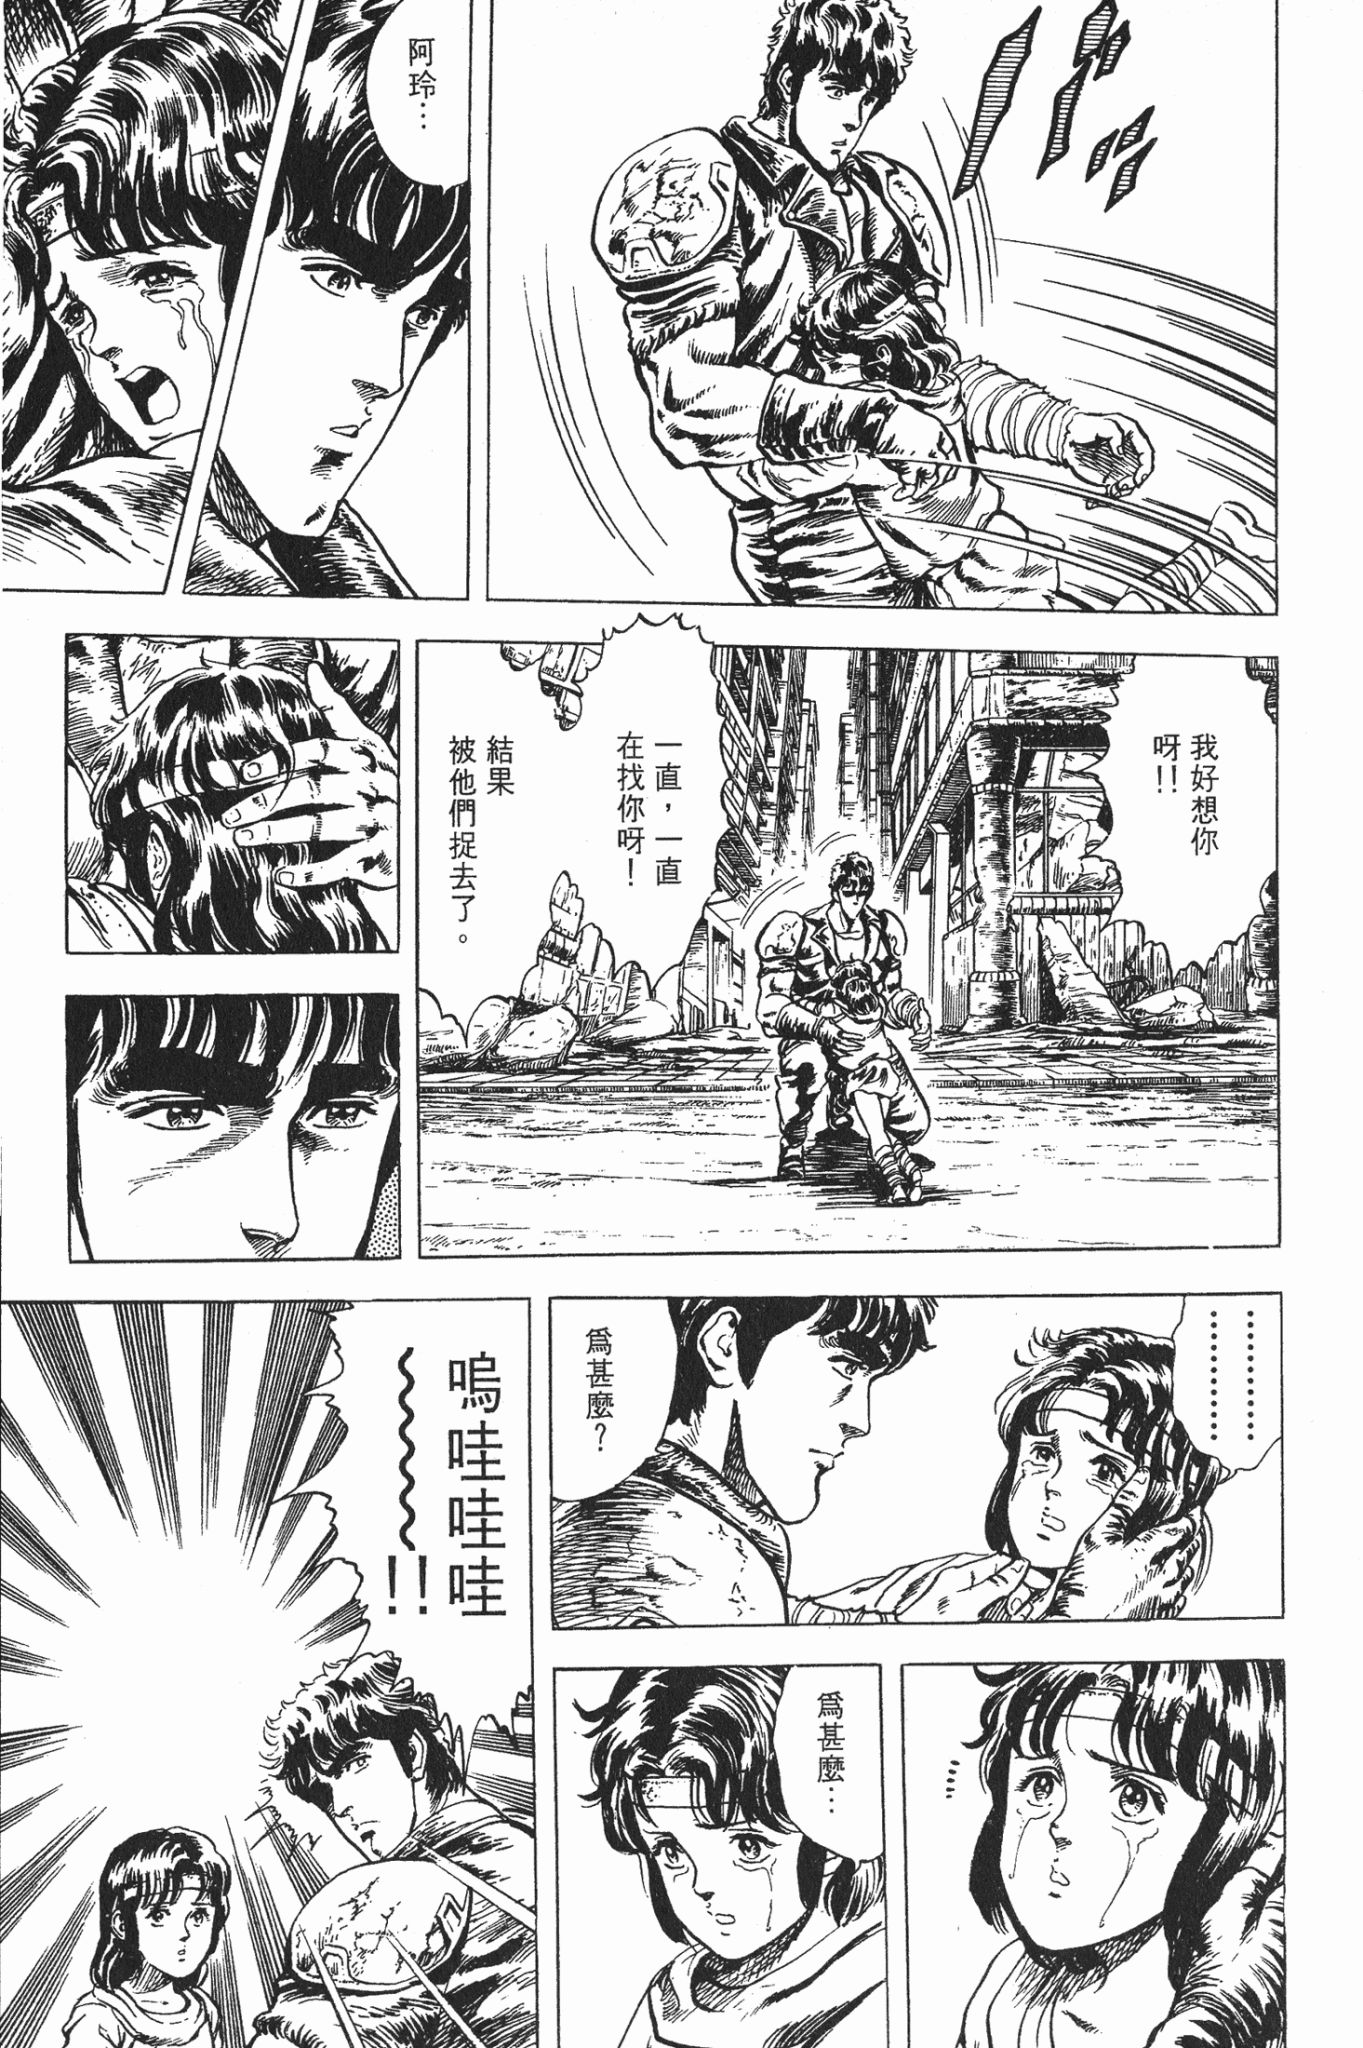 阿玲…
我好想你
呀!!
一直，一直
在找你呀！
結果
被他們捉去了。
…………
…………
爲甚麼？
……
爲甚麼…
嗚哇哇哇
～～～!!